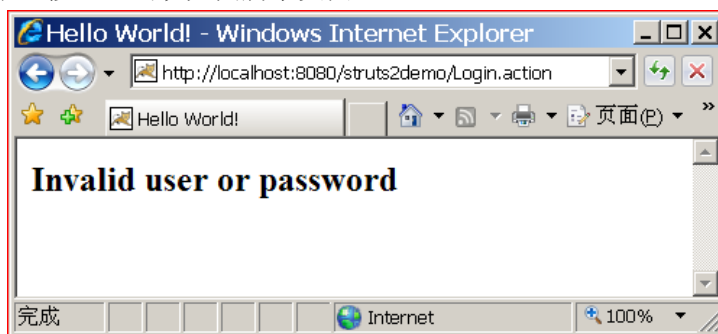 Hello World! - Windows Internet Explorer
http://localhost:8080/struts2demo/Login.action
Hello World!
页面(P)
Invalid user or password
完成
Internet
100%